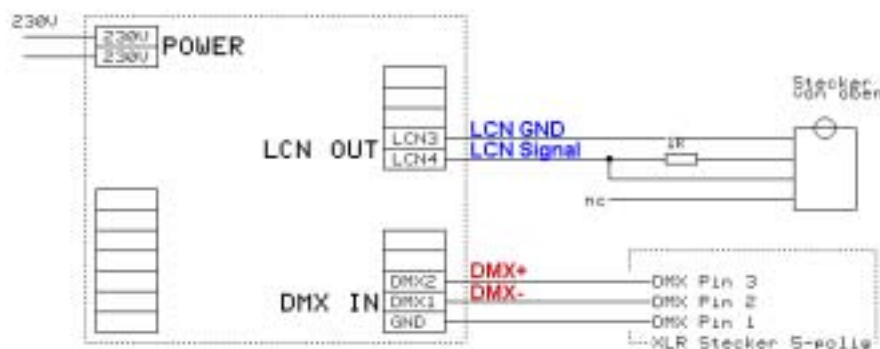 230V
230V
230V
POWER
Stecker
von oben
LCN OUT
LCN3
LCN4
LCN GND
LCN Signal
1R
nc
DMX IN
DMX2
DMX1
GND
DMX+
DMX-
DMX Pin 3
DMX Pin 2
DMX Pin 1
XLR Stecker 5-polig